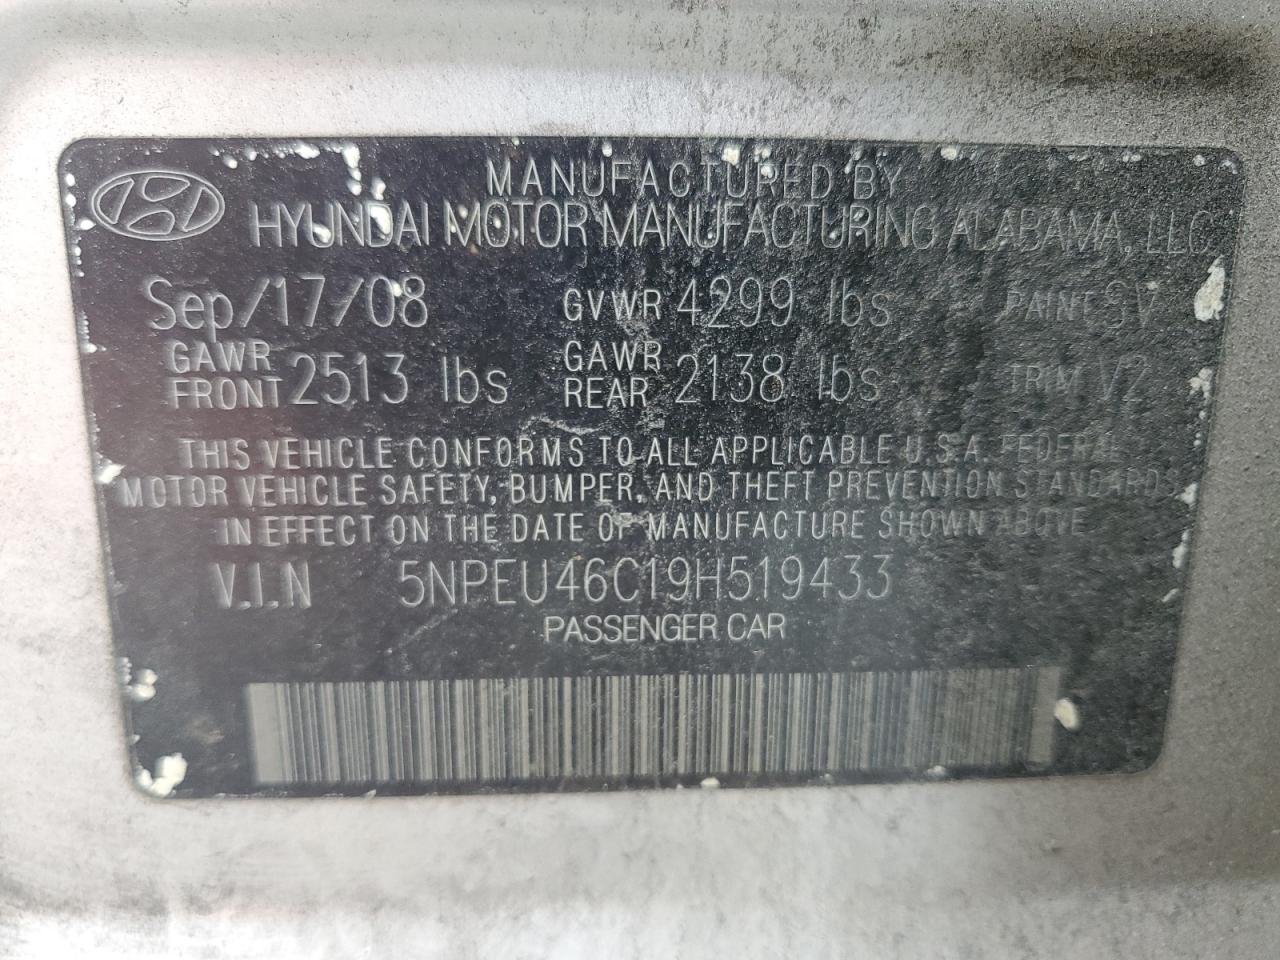 MANUFACTURED BY
HYUNDAI MOTOR MANUFACTURING ALABAMA, LLC
Sep/17/08 GVWR 4299 lbs PAINT SV
GAWR FRONT 2513 lbs GAWR REAR 2138 lbs TRIM V2
THIS VEHICLE CONFORMS TO ALL APPLICABLE U.S.A. FEDERAL
MOTOR VEHICLE SAFETY, BUMPER, AND THEFT PREVENTION STANDARDS
IN EFFECT ON THE DATE OF MANUFACTURE SHOWN ABOVE
V.I.N 5NPEU46C19H519433
PASSENGER CAR